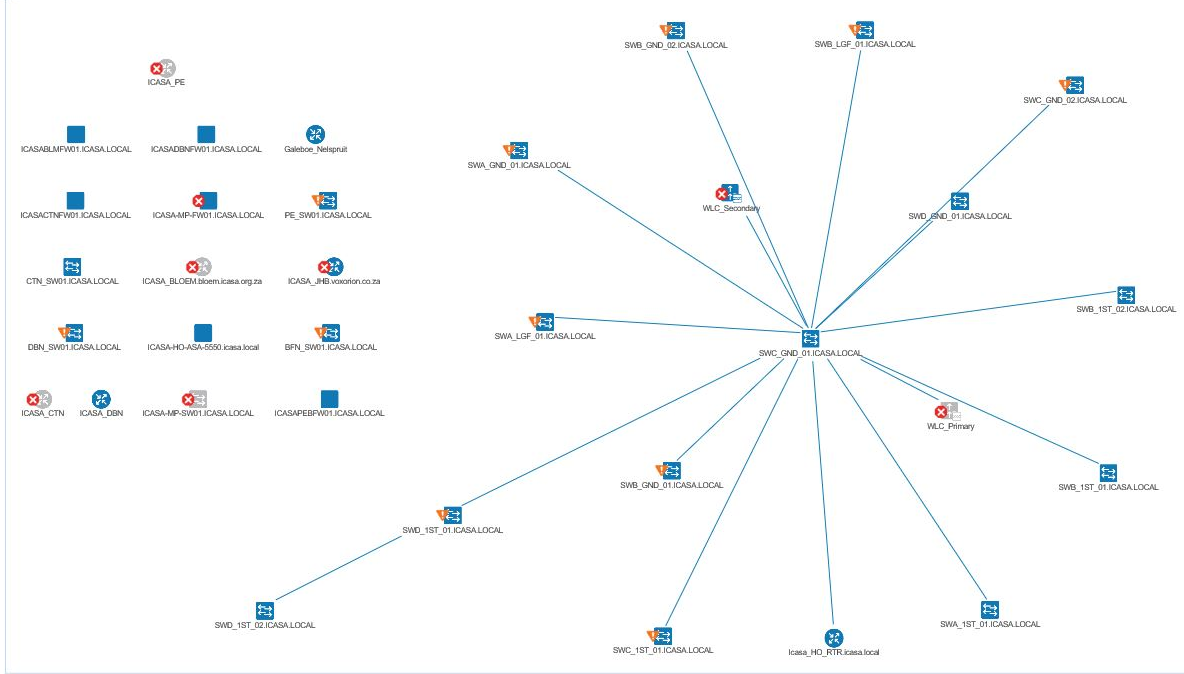 SWB_GND_02.ICASA.LOCAL
SWB_LGF_01.ICASA.LOCAL
ICASA_PE
SWC_GND_02.ICASA.LOCAL
ICASABLMFW01.ICASA.LOCAL
ICASADBNFW01.ICASA.LOCAL
Galeboe_Nelspruit
SWA_GND_01.ICASA.LOCAL
WLC_Secondary
ICASACTNFW01.ICASA.LOCAL
ICASA-MP-FW01.ICASA.LOCAL
PE_SW01.ICASA.LOCAL
SWD_GND_01.ICASA.LOCAL
CTN_SW01.ICASA.LOCAL
ICASA_BLOEM.bloem.icasa.org.za
ICASA_JHB.voxorion.co.za
SWB_1ST_02.ICASA.LOCAL
SWA_LGF_01.ICASA.LOCAL
DBN_SW01.ICASA.LOCAL
ICASA-HO-ASA-5550.icasa.local
BFN_SW01.ICASA.LOCAL
SWC_GND_01.ICASA.LOCAL
ICASA_CTN
ICASA_DBN
ICASA-MP-SW01.ICASA.LOCAL
ICASAPEBFW01.ICASA.LOCAL
WLC_Primary
SWB_GND_01.ICASA.LOCAL
SWB_1ST_01.ICASA.LOCAL
SWD_1ST_01.ICASA.LOCAL
SWD_1ST_02.ICASA.LOCAL
SWA_1ST_01.ICASA.LOCAL
SWC_1ST_01.ICASA.LOCAL
Icasa_HO_RTR.icasa.local